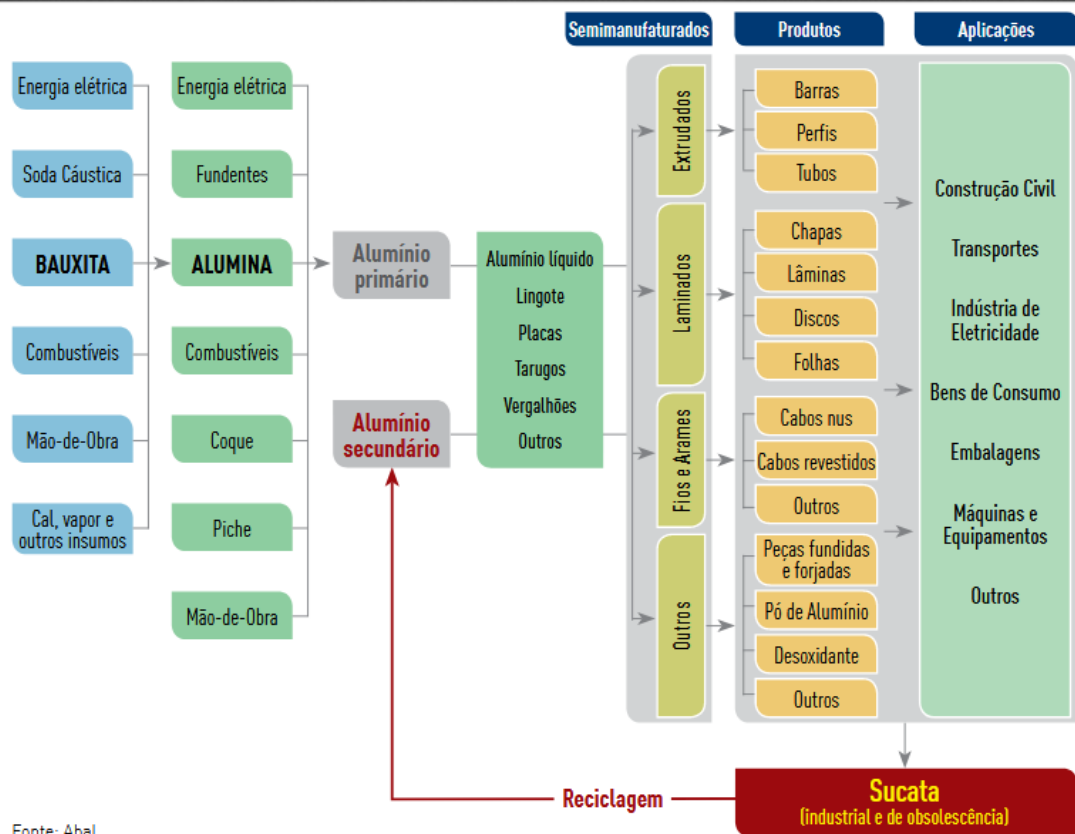 Semimanufaturados
Produtos
Aplicações
Energia elétrica
Soda Cáustica
BAUXITA
Combustíveis
Mão-de-Obra
Cal, vapor e
outros insumos
Energia elétrica
Fundentes
ALUMINA
Combustíveis
Coque
Piche
Mão-de-Obra
Alumínio
primário
Alumínio
secundário
Alumínio líquido
Lingote
Placas
Tarugos
Vergalhões
Outros
Extrudados
Laminados
Fios e Arames
Outros
Barras
Perfis
Tubos
Chapas
Lâminas
Discos
Folhas
Cabos nus
Cabos revestidos
Outros
Peças fundidas
e forjadas
Pó de Alumínio
Desoxidante
Outros
Construção Civil
Transportes
Indústria de
Eletricidade
Bens de Consumo
Embalagens
Máquinas e
Equipamentos
Outros
Reciclagem
Sucata
(industrial e de obsolescência)
Fonte: Abal